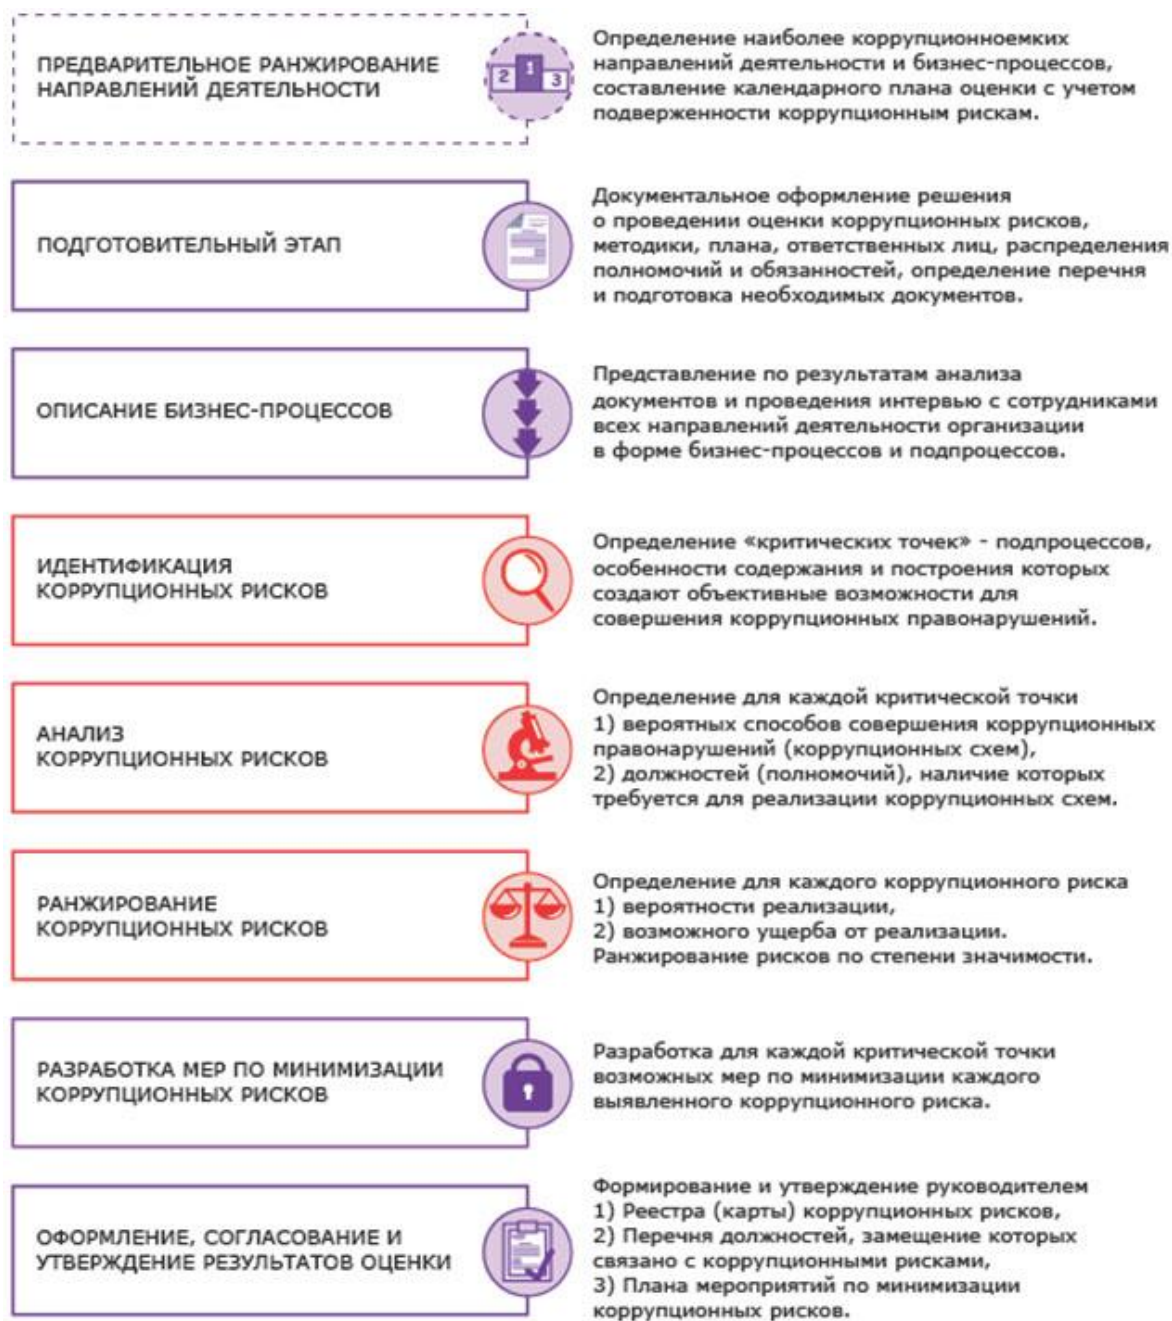 ПРЕДВАРИТЕЛЬНОЕ РАНЖИРОВАНИЕ
НАПРАВЛЕНИЙ ДЕЯТЕЛЬНОСТИ
2 1 3
Определение наиболее коррупционноемких
направлений деятельности и бизнес-процессов,
составление календарного плана оценки с учетом
подверженности коррупционным рискам.
ПОДГОТОВИТЕЛЬНЫЙ ЭТАП
Документальное оформление решения
о проведении оценки коррупционных рисков,
методики, плана, ответственных лиц, распределения
полномочий и обязанностей, определение перечня
и подготовка необходимых документов.
ОПИСАНИЕ БИЗНЕС-ПРОЦЕССОВ
Представление по результатам анализа
документов и проведения интервью с сотрудниками
всех направлений деятельности организации
в форме бизнес-процессов и подпроцессов.
ИДЕНТИФИКАЦИЯ
КОРРУПЦИОННЫХ РИСКОВ
Определение «критических точек» - подпроцессов,
особенности содержания и построения которых
создают объективные возможности для
совершения коррупционных правонарушений.
АНАЛИЗ
КОРРУПЦИОННЫХ РИСКОВ
Определение для каждой критической точки
1) вероятных способов совершения коррупционных
правонарушений (коррупционных схем),
2) должностей (полномочий), наличие которых
требуется для реализации коррупционных схем.
РАНЖИРОВАНИЕ
КОРРУПЦИОННЫХ РИСКОВ
Определение для каждого коррупционного риска
1) вероятности реализации,
2) возможного ущерба от реализации.
Ранжирование рисков по степени значимости.
РАЗРАБОТКА МЕР ПО МИНИМИЗАЦИИ
КОРРУПЦИОННЫХ РИСКОВ
Разработка для каждой критической точки
возможных мер по минимизации каждого
выявленного коррупционного риска.
ОФОРМЛЕНИЕ, СОГЛАСОВАНИЕ И
УТВЕРЖДЕНИЕ РЕЗУЛЬТАТОВ ОЦЕНКИ
Формирование и утверждение руководителем
1) Реестра (карты) коррупционных рисков,
2) Перечня должностей, замещение которых
связано с коррупционными рисками,
3) Плана мероприятий по минимизации
коррупционных рисков.